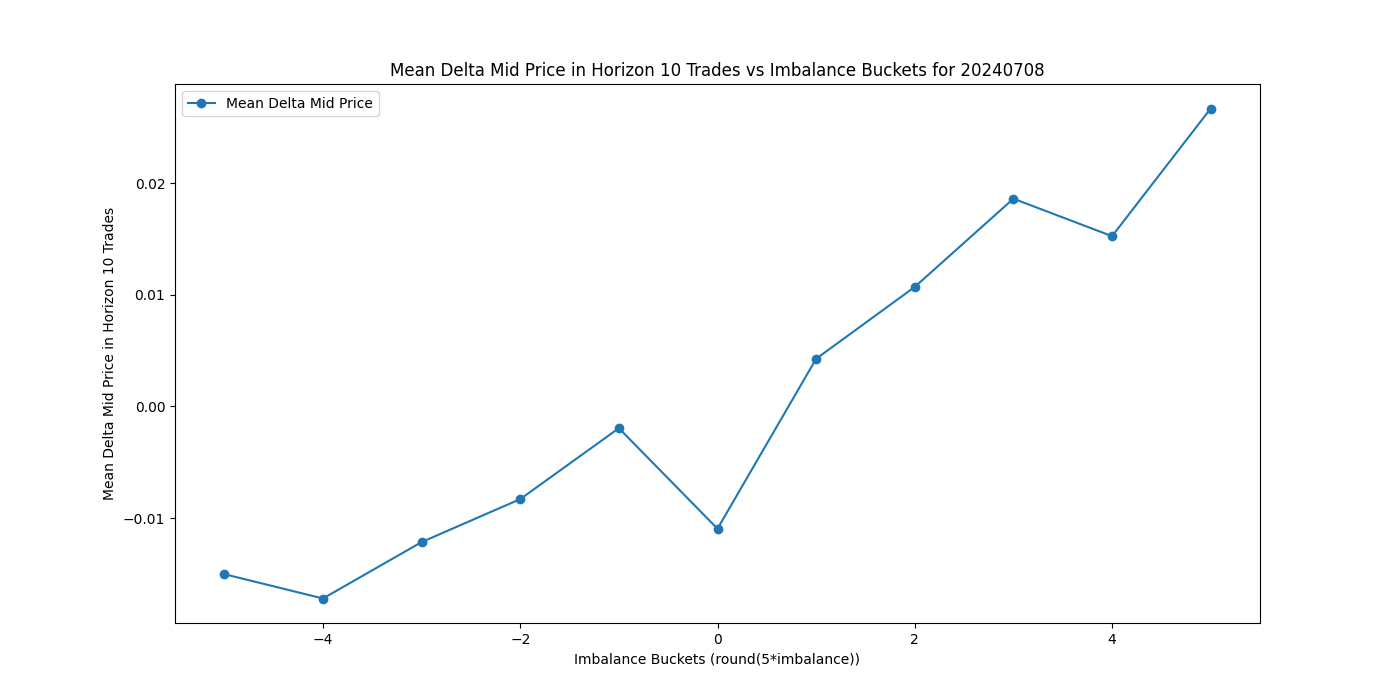 Mean Delta Mid Price in Horizon 10 Trades vs Imbalance Buckets for 20240708
Mean Delta Mid Price
Mean Delta Mid Price in Horizon 10 Trades
0.02
0.01
0.00
−0.01
−4
−2
0
2
4
Imbalance Buckets (round(5*imbalance))